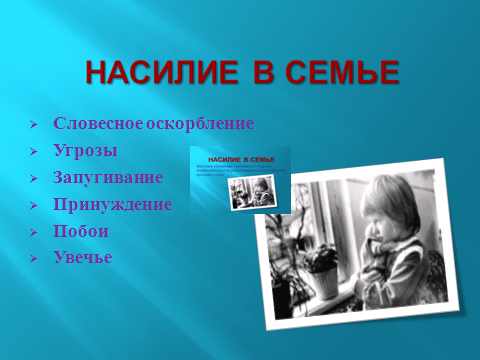 НАСИЛИЕ В СЕМЬЕ
Словесное оскорбление
Угрозы
Запугивание
Принуждение
Побои
Увечье
НАСИЛИЕ В СЕМЬЕ